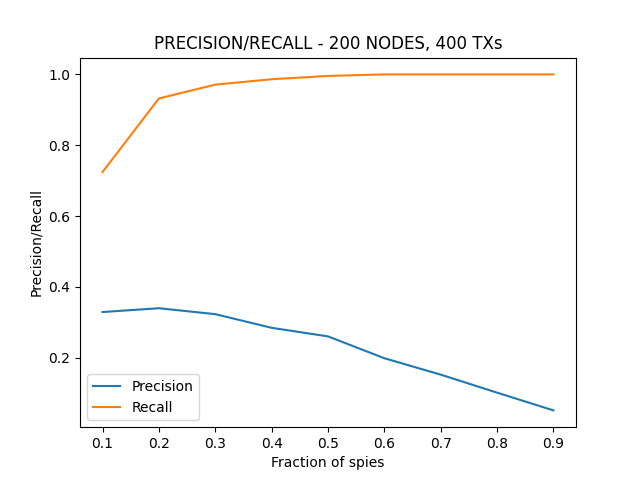 PRECISION/RECALL - 200 NODES, 400 TXs
Precision/Recall
1.0
0.8
0.6
0.4
0.2
Precision
Recall
0.1 0.2 0.3 0.4 0.5 0.6 0.7 0.8 0.9
Fraction of spies